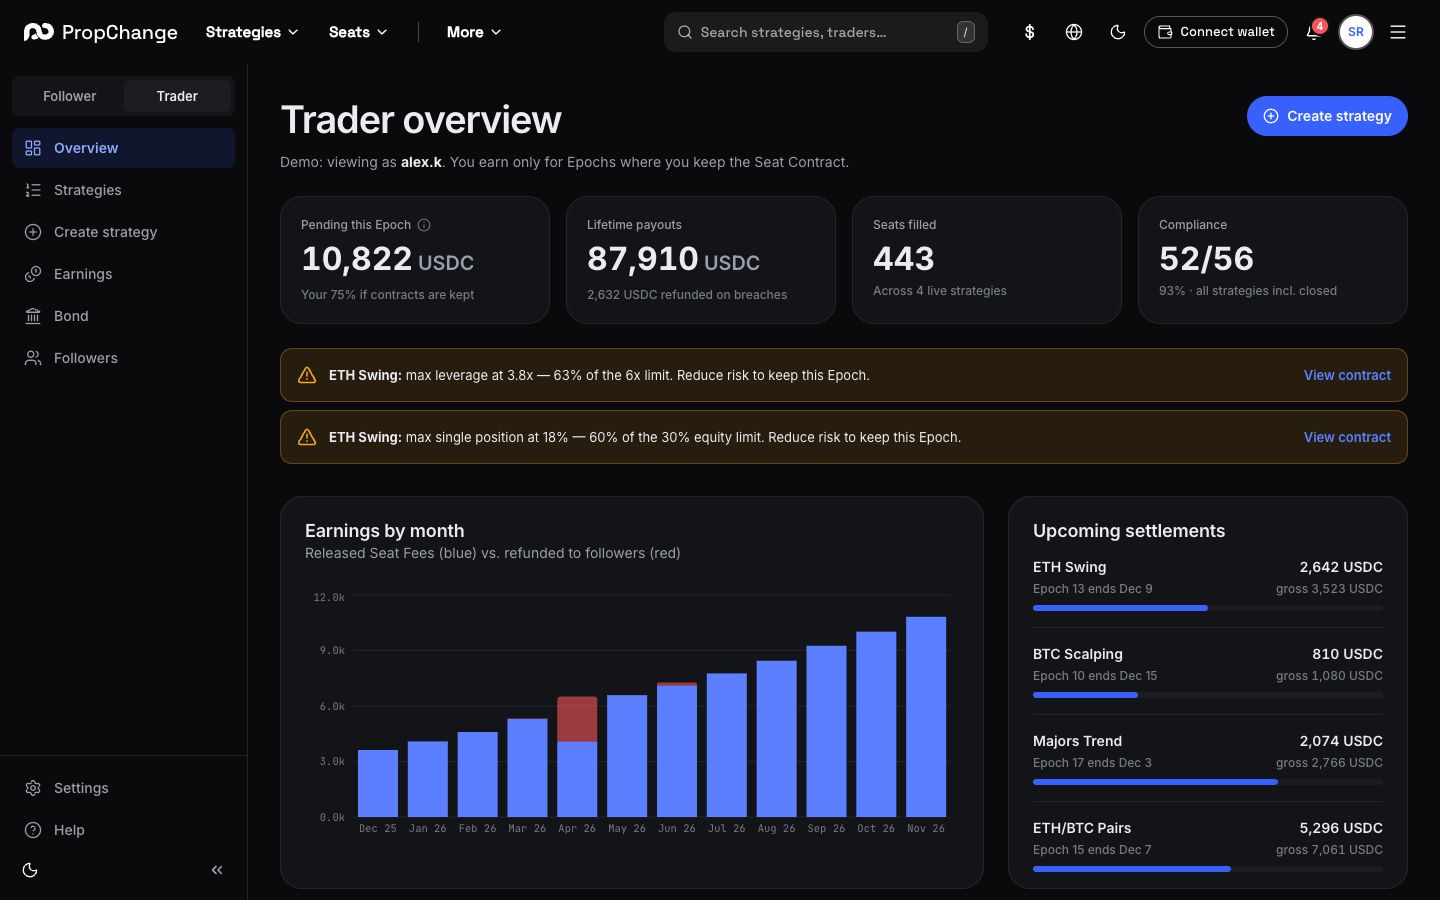 PropChange
Strategies
Seats
More
Search strategies, traders...
/
$
Connect wallet
4
SR
Follower
Trader
Overview
Strategies
Create strategy
Earnings
Bond
Followers
Settings
Help
Trader overview
Create strategy
Demo: viewing as alex.k. You earn only for Epochs where you keep the Seat Contract.
Pending this Epoch
10,822 USDC
Your 75% if contracts are kept
Lifetime payouts
87,910 USDC
2,632 USDC refunded on breaches
Seats filled
443
Across 4 live strategies
Compliance
52/56
93% · all strategies incl. closed
ETH Swing: max leverage at 3.8x — 63% of the 6x limit. Reduce risk to keep this Epoch.
View contract
ETH Swing: max single position at 18% — 60% of the 30% equity limit. Reduce risk to keep this Epoch.
View contract
Earnings by month
Released Seat Fees (blue) vs. refunded to followers (red)
12.0k
9.0k
6.0k
3.0k
0.0k
Dec 25 Jan 26 Feb 26 Mar 26 Apr 26 May 26 Jun 26 Jul 26 Aug 26 Sep 26 Oct 26 Nov 26
Upcoming settlements
ETH Swing 2,642 USDC
Epoch 13 ends Dec 9 gross 3,523 USDC
BTC Scalping 810 USDC
Epoch 10 ends Dec 15 gross 1,080 USDC
Majors Trend 2,074 USDC
Epoch 17 ends Dec 3 gross 2,766 USDC
ETH/BTC Pairs 5,296 USDC
Epoch 15 ends Dec 7 gross 7,061 USDC